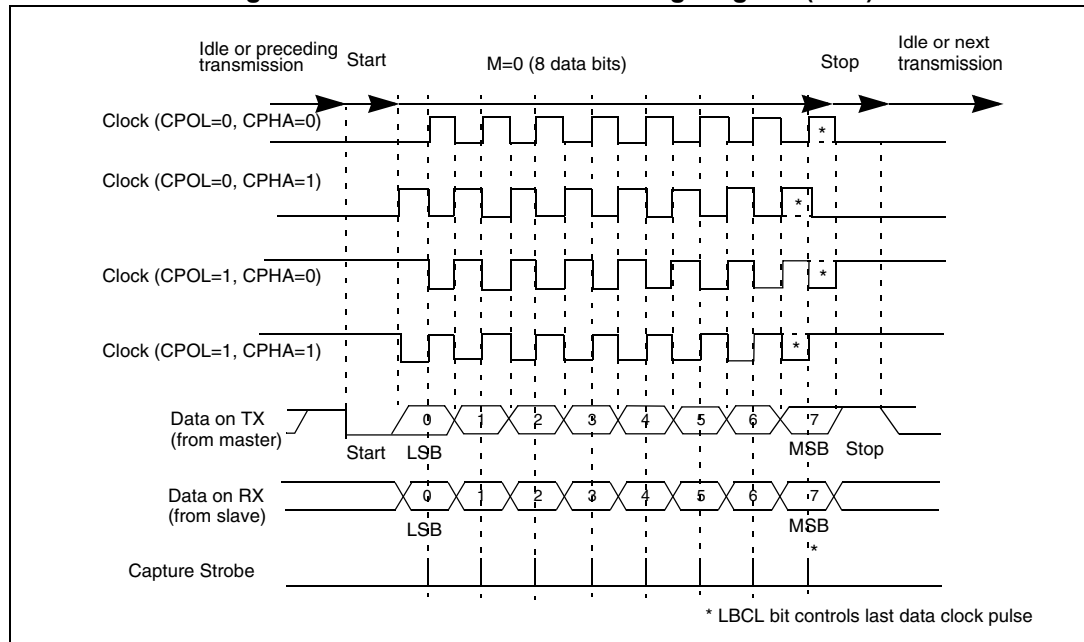 Idle or preceding
transmission
Start
M=0 (8 data bits)
Stop
Idle or next
transmission
Clock (CPOL=0, CPHA=0)
*
Clock (CPOL=0, CPHA=1)
*
Clock (CPOL=1, CPHA=0)
*
Clock (CPOL=1, CPHA=1)
*
Data on TX
(from master)
0 1 2 3 4 5 6 7
Start LSB MSB Stop
Data on RX
(from slave)
0 1 2 3 4 5 6 7
LSB MSB
*
Capture Strobe
* LBCL bit controls last data clock pulse